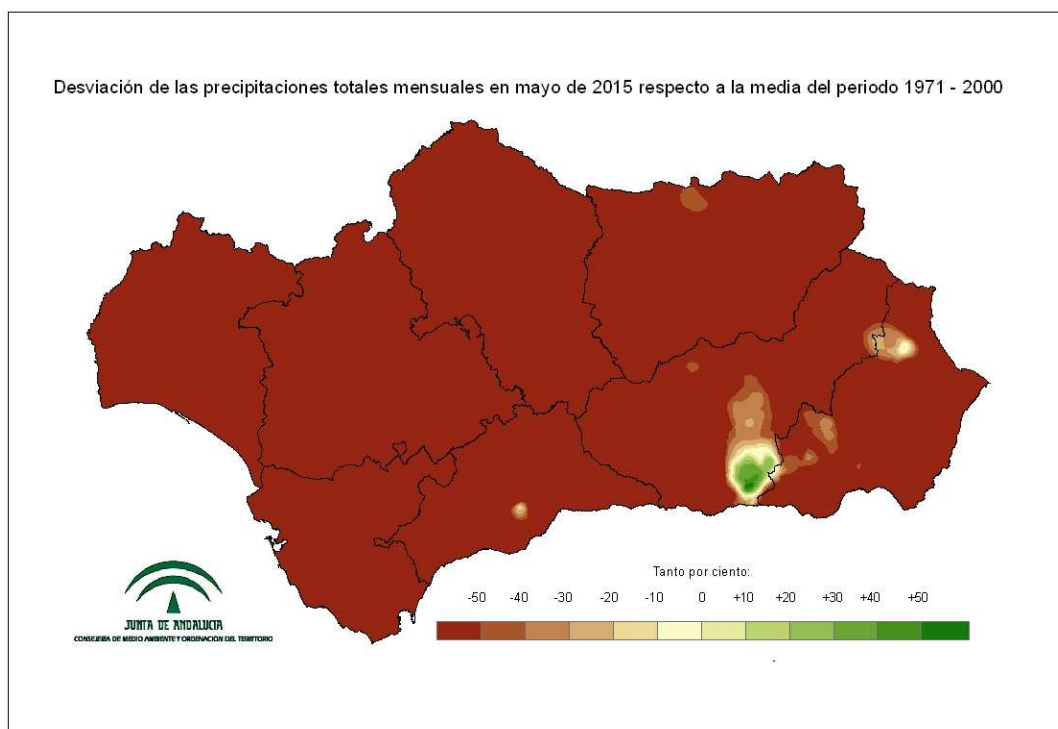 Desviación de las precipitaciones totales mensuales en mayo de 2015 respecto a la media del periodo 1971 - 2000
Tanto por ciento:
-50 -40 -30 -20 -10 0 +10 +20 +30 +40 +50
JUNTA DE ANDALUCIA
CONSEJERÍA DE MEDIO AMBIENTE Y ORDENACIÓN DEL TERRITORIO